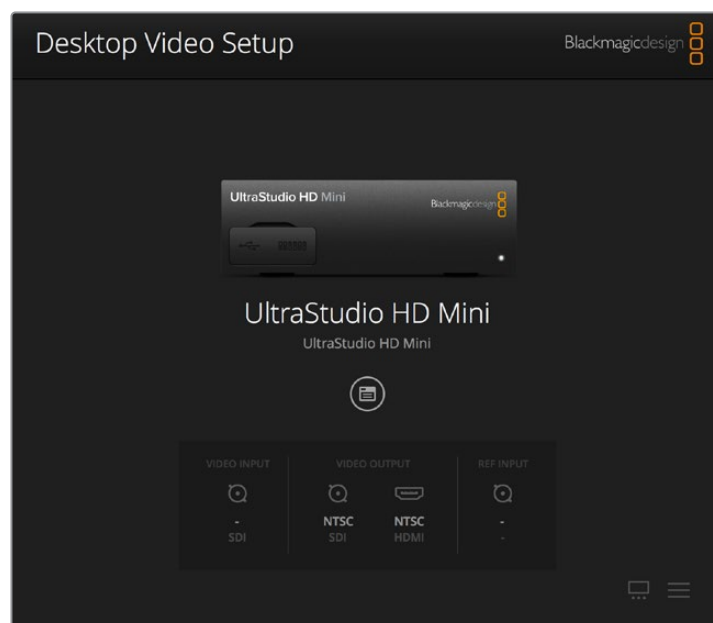 Desktop Video Setup
Blackmagicdesign
UltraStudio HD Mini
Blackmagicdesign
UltraStudio HD Mini
UltraStudio HD Mini
VIDEO INPUT
VIDEO OUTPUT
REF INPUT
-
NTSC
NTSC
-
SDI
SDI
HDMI
-